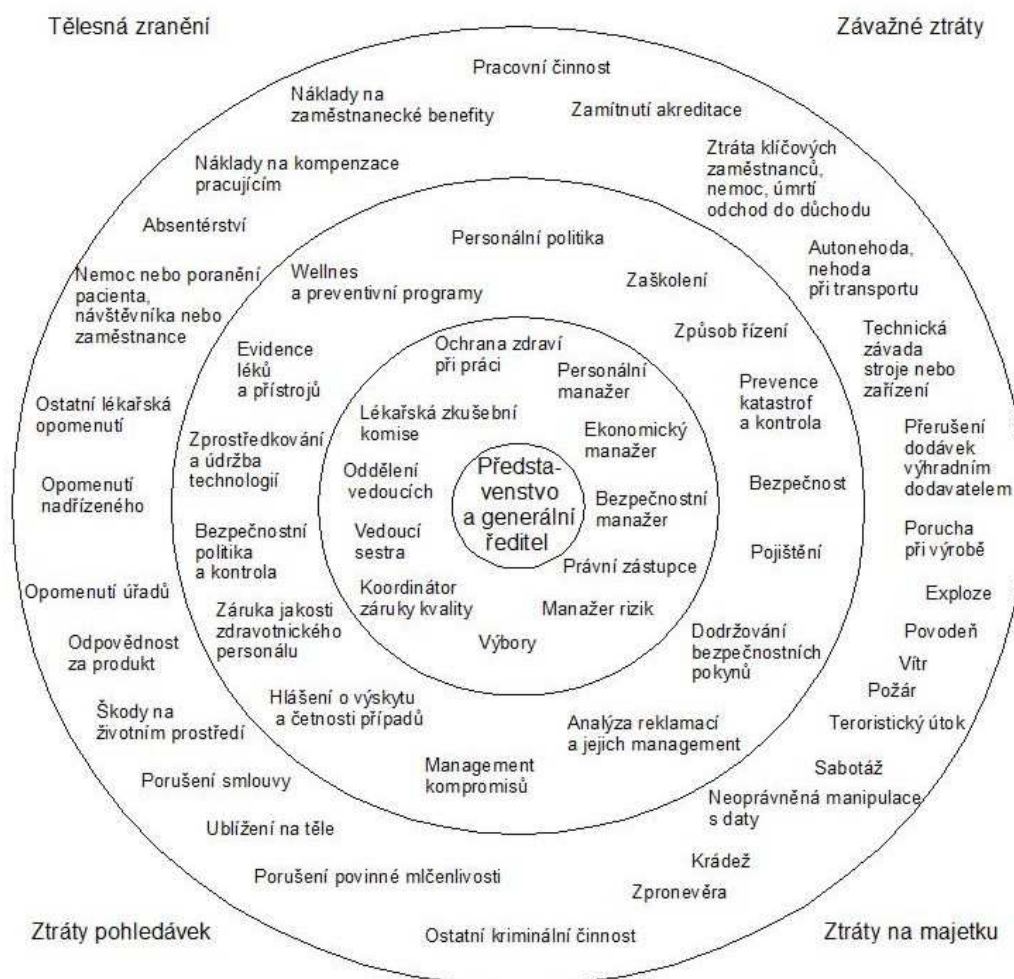 Tělesná zranění
Závažné ztráty
Pracovní činnost
Náklady na
zaměstnanecké benefity
Zamítnutí akreditace
Náklady na kompenzace
pracujícím
Ztráta klíčových
zaměstnanců,
nemoc, úmrtí
odchod do důchodu
Absentérství
Autonehoda,
nehoda
při transportu
Nemoc nebo poranění
pacienta,
návštěvníka nebo
zaměstnance
Technická
závada
stroje nebo
zařízení
Ostatní lékařská
opomenutí
Přerušení
dodávek
výhradním
dodavatelem
Opomenutí
nadřízeného
Porucha
při výrobě
Opomenutí úřadů
Exploze
Odpovědnost
za produkt
Povodeň
Vítr
Požár
Škody na
životním prostředí
Teroristický útok
Porušení smlouvy
Sabotáž
Neoprávněná manipulace
s daty
Ublížení na těle
Krádež
Porušení povinné mlčenlivosti
Zpronevěra
Ostatní kriminální činnost
Personální politika
Wellnes
a preventivní programy
Zaškolení
Způsob řízení
Evidence
léků
a přístrojů
Prevence
katastrof
a kontrola
Zprostředkování
a údržba
technologií
Bezpečnost
Bezpečnostní
politika
a kontrola
Pojištění
Záruka jakosti
zdravotnického
personálu
Dodržování
bezpečnostních
pokynů
Hlášení o výskytu
a četnosti případů
Analýza reklamací
a jejich management
Management
kompromisů
Ochrana zdraví
při práci
Personální
manažer
Lékařská zkušební
komise
Ekonomický
manažer
Oddělení
vedoucích
Bezpečnostní
manažer
Vedoucí
sestra
Právní zástupce
Koordinátor
záruky kvality
Manažer rizik
Výbory
Předsta-
venstvo
a generální
ředitel
Ztráty pohledávek
Ztráty na majetku